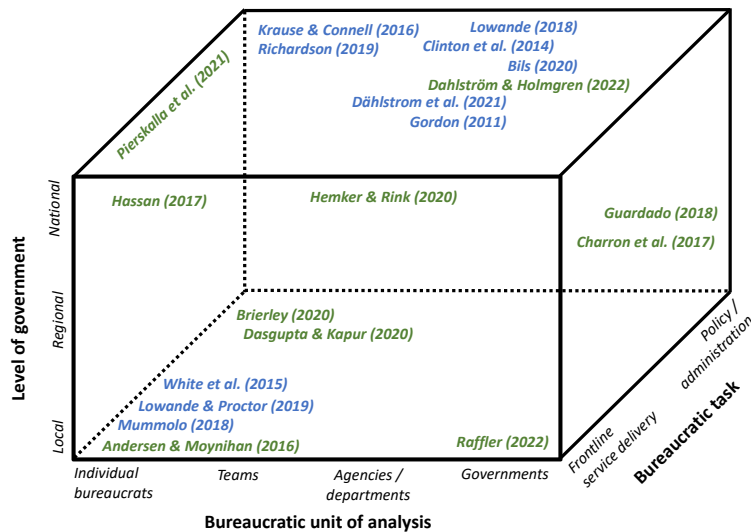 Krause & Connell (2016)
Lowande (2018)
Richardson (2019)
Clinton et al. (2014)
Bils (2020)
Pierskalla et al. (2021)
Dahlström & Holmgren (2022)
Dählstrom et al. (2021)
Gordon (2011)
National
Hassan (2017)
Hemker & Rink (2020)
Guardado (2018)
Charron et al. (2017)
Level of government
Regional
Brierley (2020)
Dasgupta & Kapur (2020)
Policy /
administration
White et al. (2015)
Lowande & Proctor (2019)
Mummolo (2018)
Local
Andersen & Moynihan (2016)
Raffler (2022)
Frontline
service delivery
Bureaucratic task
Individual
bureaucrats
Teams
Agencies /
departments
Governments
Bureaucratic unit of analysis